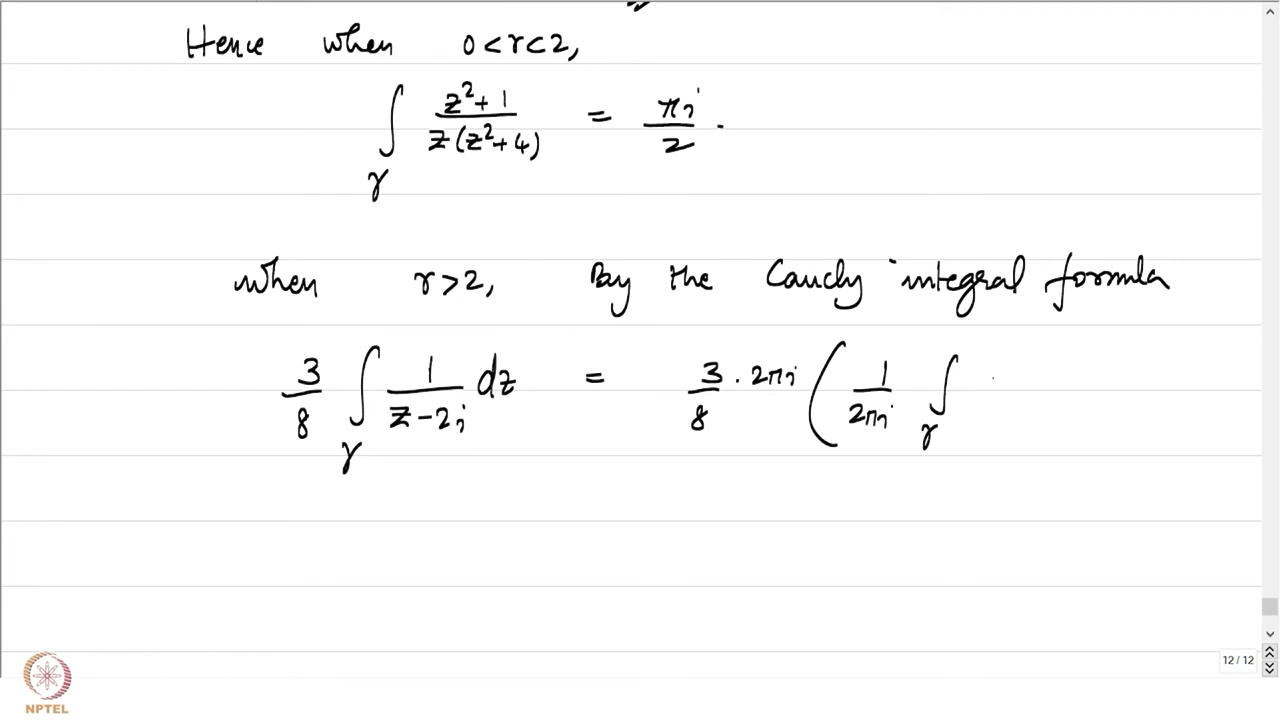 Hence when 0<r<2,
∫_γ (z²+1)/(z(z²+4)) = πi/2 .
when r>2, By the Cauchy integral formula
3/8 ∫_γ 1/(z-2i) dz = 3/8 . 2πi ( 1/2πi ∫_γ
12 / 12
NPTEL